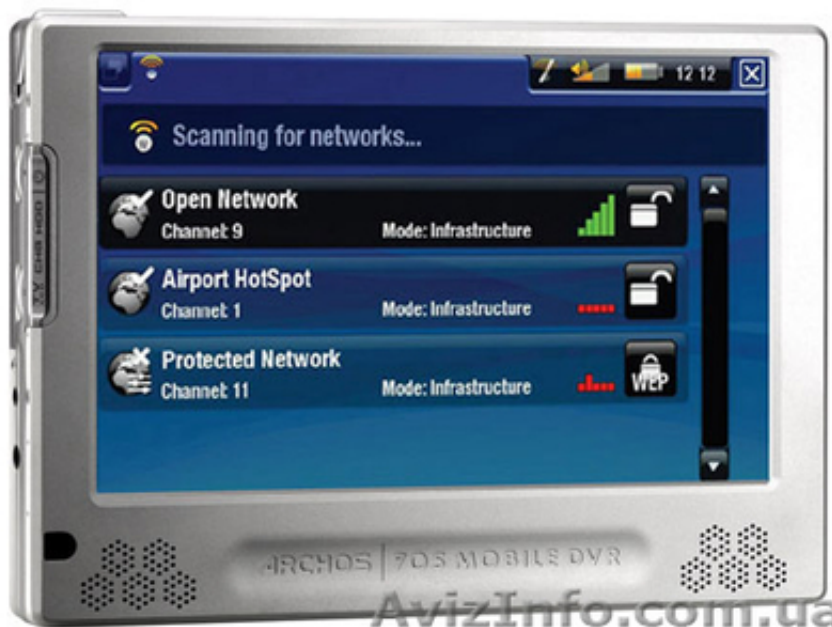 12 12
Scanning for networks...
Open Network
Channel: 9 Mode: Infrastructure
Airport HotSpot
Channel: 1 Mode: Infrastructure
Protected Network
Channel: 11 Mode: Infrastructure
WEP
ARCHOS | 705 MOBILE DVR
AvizInfo.com.ua